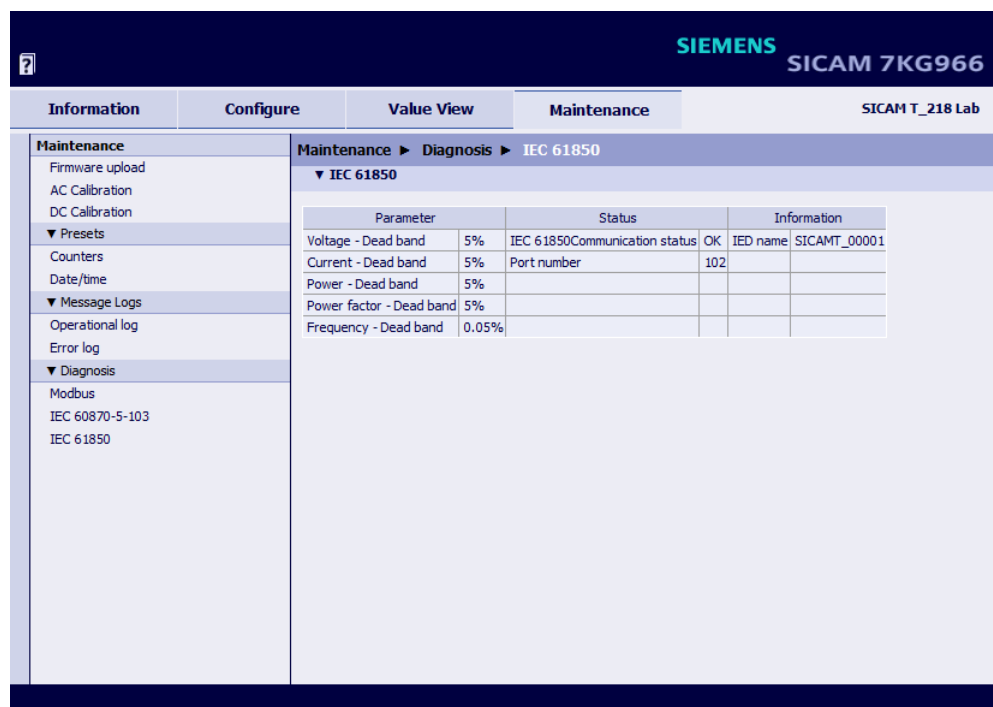 SIEMENS
SICAM 7KG966
?
Information Configure Value View Maintenance SICAM T_218 Lab
Maintenance
Firmware upload
AC Calibration
DC Calibration
▼ Presets
Counters
Date/time
▼ Message Logs
Operational log
Error log
▼ Diagnosis
Modbus
IEC 60870-5-103
IEC 61850
Maintenance ► Diagnosis ► IEC 61850
▼ IEC 61850
Parameter Status Information
Voltage - Dead band 5% IEC 61850Communication status OK IED name SICAMT_00001
Current - Dead band 5% Port number 102
Power - Dead band 5%
Power factor - Dead band 5%
Frequency - Dead band 0.05%